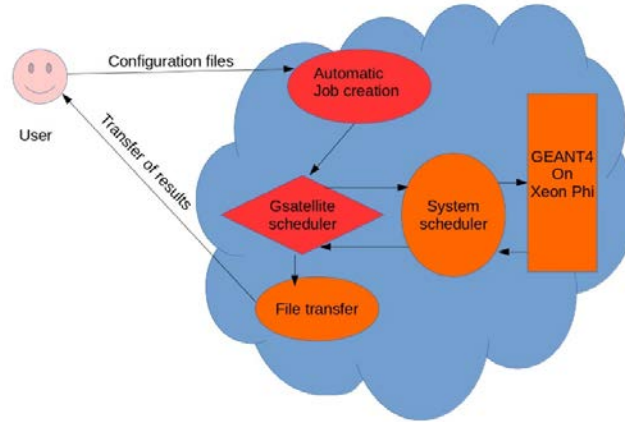 Configuration files
Automatic
Job creation
User
Transfer of results
GEANT4
On
Xeon Phi
Gsatellite
scheduler
System
scheduler
File transfer